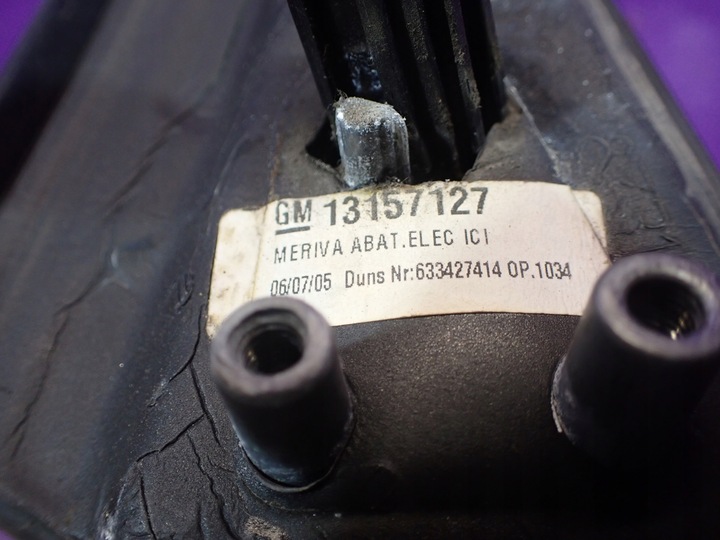 GM 13157127
MERIVA ABAT.ELEC ICI
06/07/05 Duns Nr:633427414 OP.1034